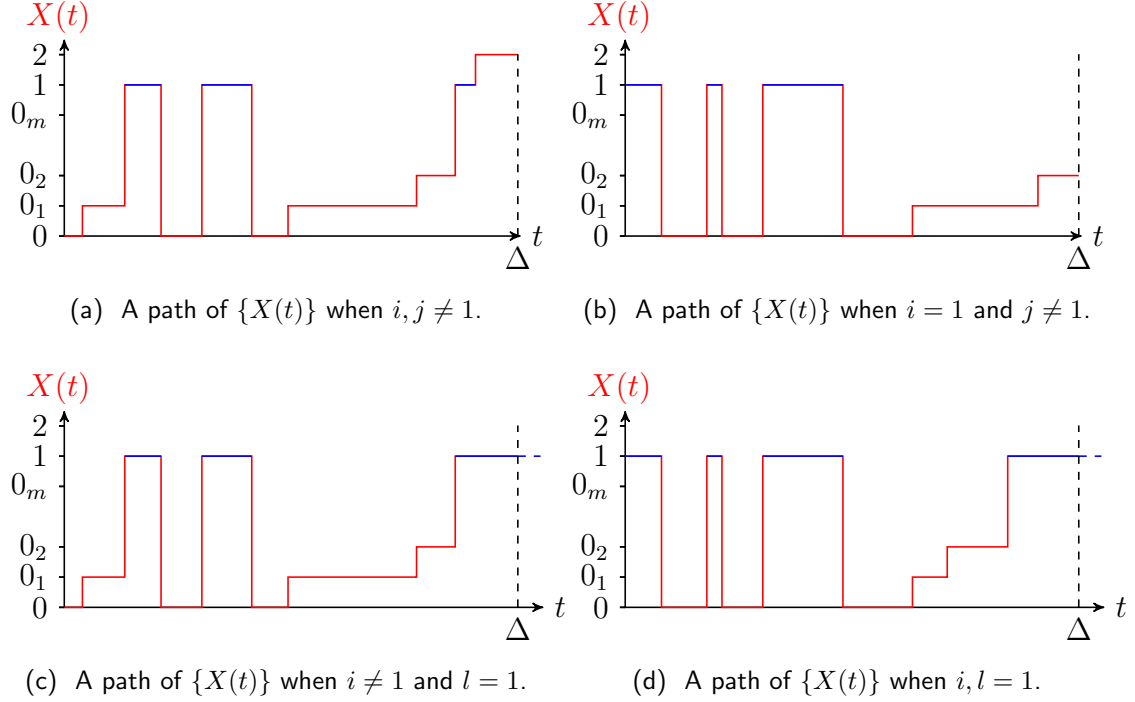 X(t)
2
1
0_m
0_2
0_1
0
t
Δ
(a) A path of {X(t)} when i, j ≠ 1.
X(t)
2
1
0_m
0_2
0_1
0
t
Δ
(b) A path of {X(t)} when i = 1 and j ≠ 1.
X(t)
2
1
0_m
0_2
0_1
0
t
Δ
(c) A path of {X(t)} when i ≠ 1 and l = 1.
X(t)
2
1
0_m
0_2
0_1
0
t
Δ
(d) A path of {X(t)} when i, l = 1.